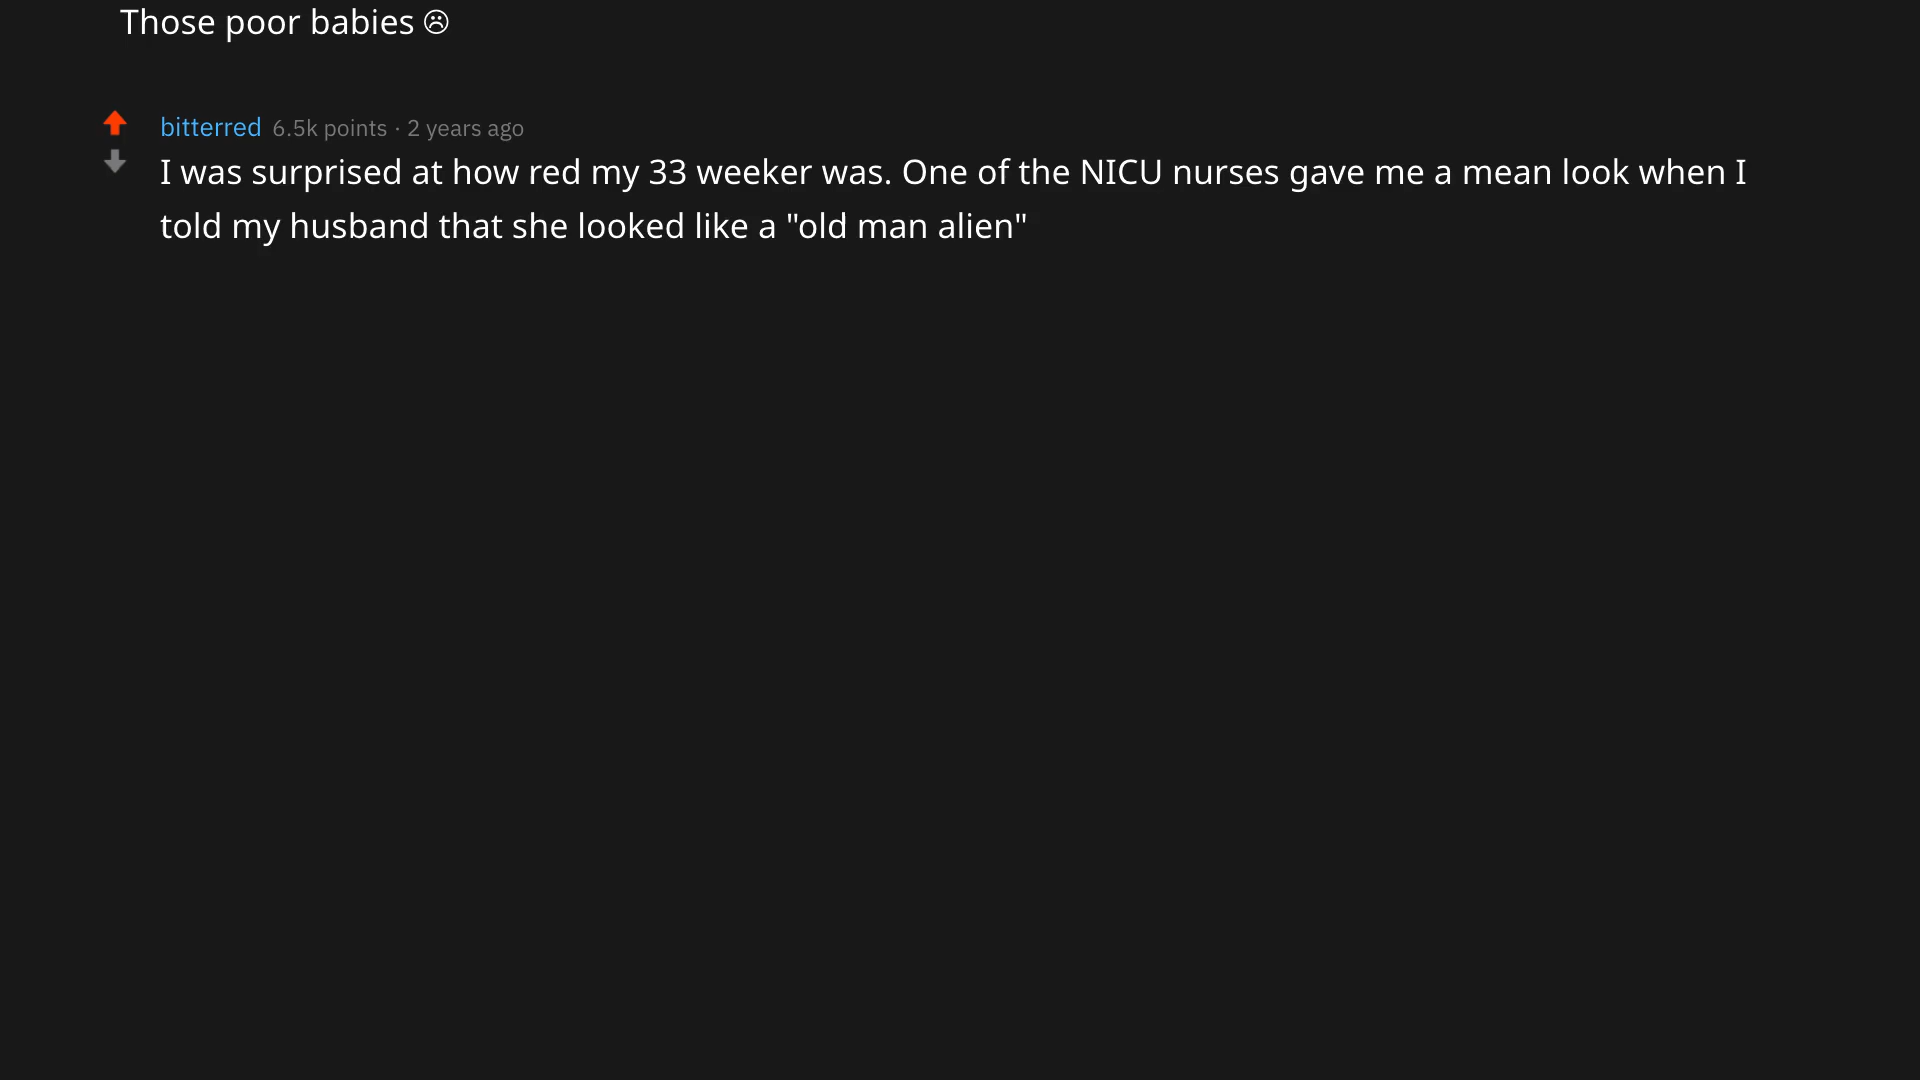 Those poor babies ☹
bitterred 6.5k points · 2 years ago
I was surprised at how red my 33 weeker was. One of the NICU nurses gave me a mean look when I
told my husband that she looked like a "old man alien"